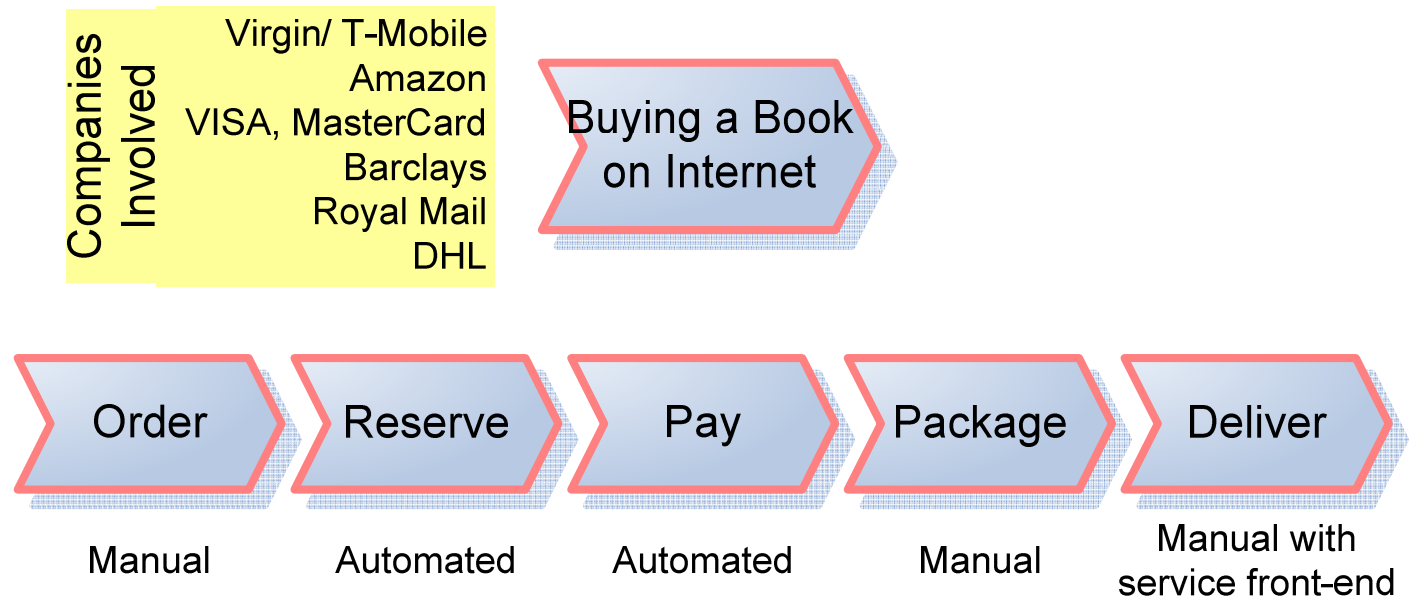 Companies
Involved
Virgin/ T-Mobile
Amazon
VISA, MasterCard
Barclays
Royal Mail
DHL
Buying a Book
on Internet
Order
Reserve
Pay
Package
Deliver
Manual
Automated
Automated
Manual
Manual with
service front-end